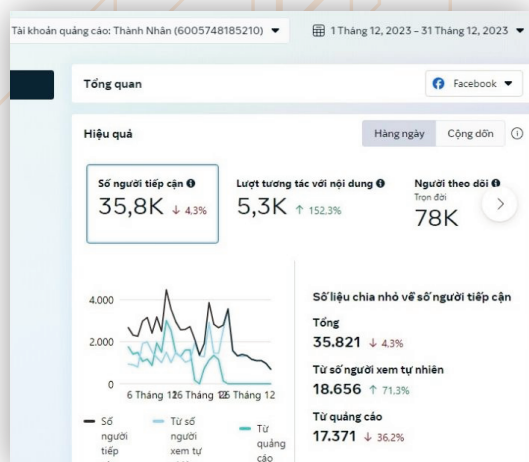 Tài khoản quảng cáo: Thành Nhân (6005748185210)
1 Tháng 12, 2023 – 31 Tháng 12, 2023
Tổng quan
Facebook
Hiệu quả
Hàng ngày
Cộng dồn
Số người tiếp cận
35,8K ↓ 4.3%
Lượt tương tác với nội dung
5,3K ↑ 152.3%
Người theo dõi
Trọn đời
78K
4.000
2.000
0
6 Tháng 12
16 Tháng 12
26 Tháng 12
Số
người
tiếp
Từ số
người
xem tự
Từ
quảng
cáo
Số liệu chia nhỏ về số người tiếp cận
Tổng
35.821 ↓ 4.3%
Từ số người xem tự nhiên
18.656 ↑ 71.3%
Từ quảng cáo
17.371 ↓ 36.2%